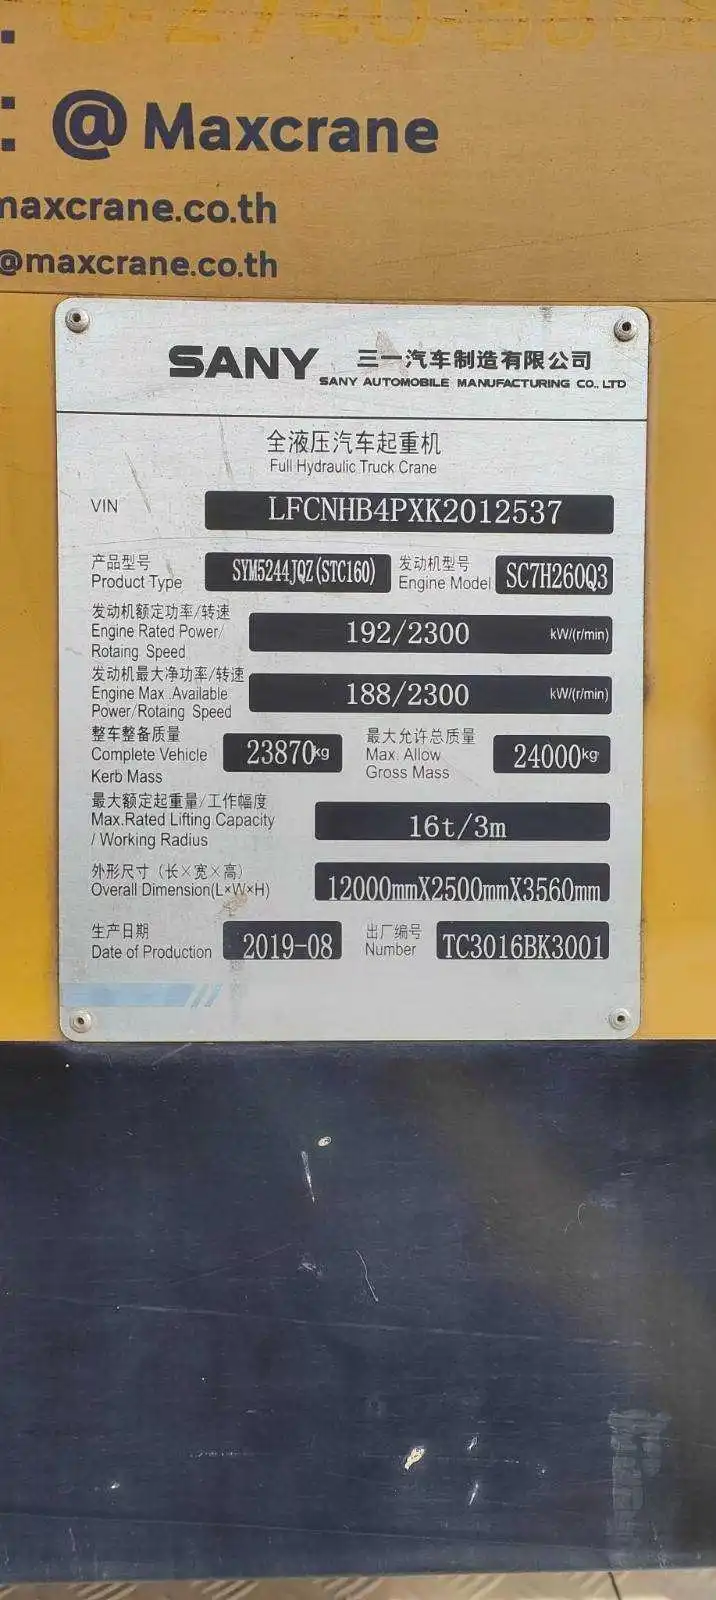 : @ Maxcrane
maxcrane.co.th
@maxcrane.co.th
SANY 三一汽车制造有限公司
SANY AUTOMOBILE MANUFACTURING CO., LTD
全液压汽车起重机
Full Hydraulic Truck Crane
VIN LFCNHB4PXK2012537
产品型号 SYM5244JQZ(STC160) 发动机型号 SC7H260Q3
Product Type Engine Model
发动机额定功率/转速
Engine Rated Power/ 192/2300 kW/(r/min)
Rotaing Speed
发动机最大净功率/转速
Engine Max .Available 188/2300 kW/(r/min)
Power/Rotaing Speed
整车整备质量 最大允许总质量
Complete Vehicle 23870kg Max. Allow 24000kg
Kerb Mass Gross Mass
最大额定起重量/工作幅度
Max.Rated Lifting Capacity 16t/3m
/ Working Radius
外形尺寸（长×宽×高）
Overall Dimension(L×W×H) 12000mmX2500mmX3560mm
生产日期 2019-08 出厂编号 TC3016BK3001
Date of Production Number